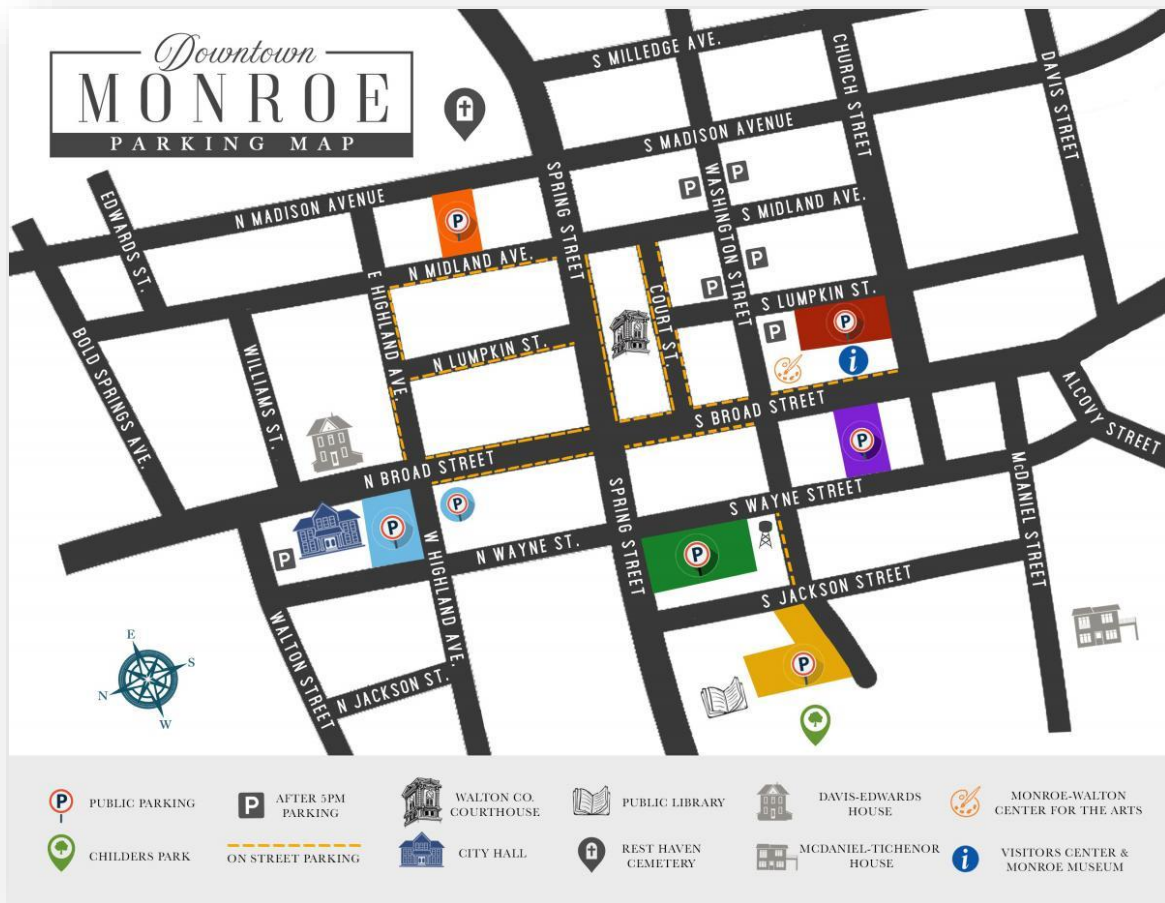 Downtown
MONROE
PARKING MAP
S MILLEDGE AVE.
CHURCH STREET
DAVIS STREET
S MADISON AVENUE
SPRING STREET
WASHINGTON STREET
P
P
EDWARDS ST.
N MADISON AVENUE
P
S MIDLAND AVE.
N MIDLAND AVE.
P
P
E HIGHLAND AVE.
COURT ST.
S LUMPKIN ST.
P
P
BOLD SPRINGS AVE.
WILLIAMS ST.
N LUMPKIN ST.
i
ALCOVY STREET
S BROAD STREET
P
N BROAD STREET
McDANIEL STREET
SPRING STREET
S WAYNE STREET
P
P
P
N WAYNE ST.
P
W HIGHLAND AVE.
S JACKSON STREET
WALTON STREET
N JACKSON ST.
P
E
S
N
W
P PUBLIC PARKING
P AFTER 5PM
PARKING
WALTON CO.
COURTHOUSE
PUBLIC LIBRARY
DAVIS-EDWARDS
HOUSE
MONROE-WALTON
CENTER FOR THE ARTS
CHILDERS PARK
ON STREET PARKING
CITY HALL
REST HAVEN
CEMETERY
MCDANIEL-TICHENOR
HOUSE
i VISITORS CENTER &
MONROE MUSEUM